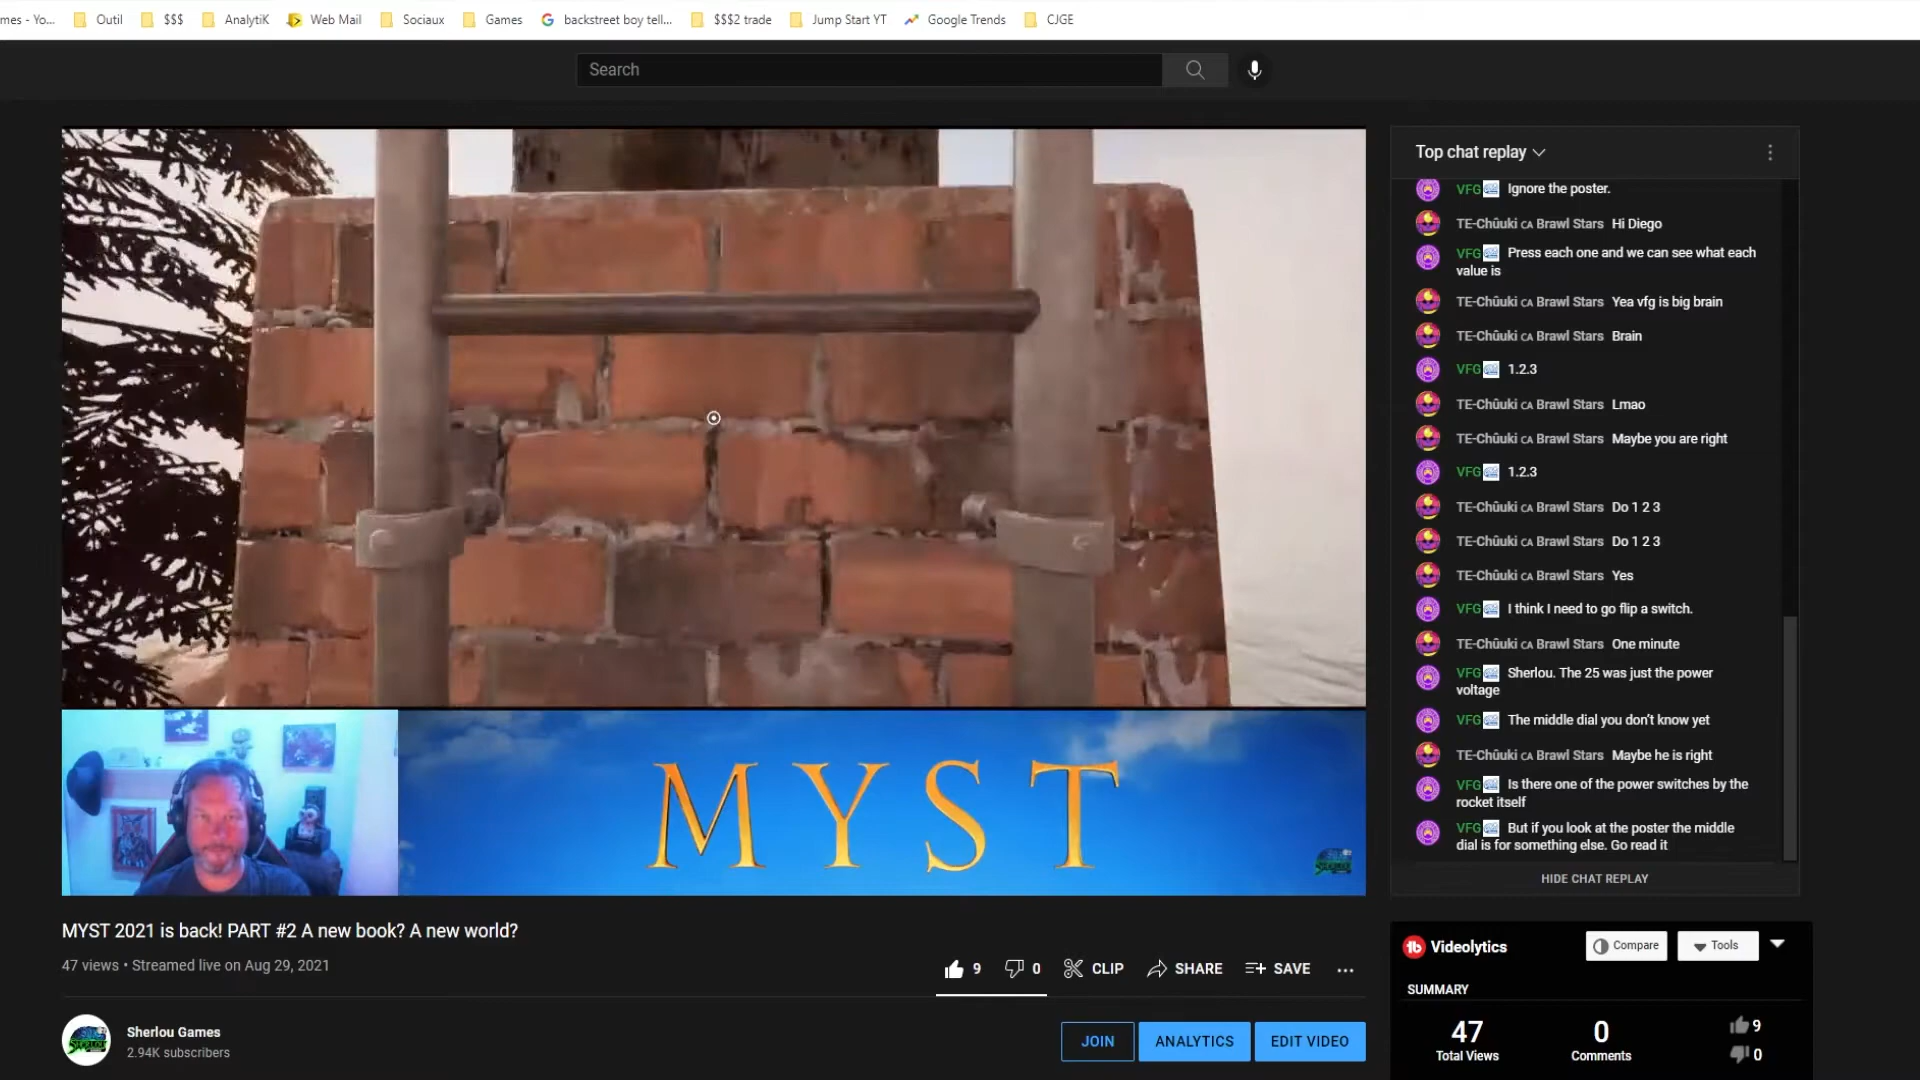 mes - Yo...
Outil
$$$
AnalytiK
Web Mail
Sociaux
Games
backstreet boy tell...
$$$2 trade
Jump Start YT
Google Trends
CJGE
Search
Top chat replay
VFG Ignore the poster.
TE-Chûuki CA Brawl Stars Hi Diego
VFG Press each one and we can see what each
value is
TE-Chûuki CA Brawl Stars Yea vfg is big brain
TE-Chûuki CA Brawl Stars Brain
VFG 1.2.3
TE-Chûuki CA Brawl Stars Lmao
TE-Chûuki CA Brawl Stars Maybe you are right
VFG 1.2.3
TE-Chûuki CA Brawl Stars Do 1 2 3
TE-Chûuki CA Brawl Stars Do 1 2 3
TE-Chûuki CA Brawl Stars Yes
VFG I think I need to go flip a switch.
TE-Chûuki CA Brawl Stars One minute
VFG Sherlou. The 25 was just the power
voltage
VFG The middle dial you don't know yet
TE-Chûuki CA Brawl Stars Maybe he is right
VFG Is there one of the power switches by the
rocket itself
VFG But if you look at the poster the middle
dial is for something else. Go read it
HIDE CHAT REPLAY
MYST
MYST 2021 is back! PART #2 A new book? A new world?
47 views • Streamed live on Aug 29, 2021
9
0
CLIP
SHARE
SAVE
Sherlou Games
2.94K subscribers
JOIN
ANALYTICS
EDIT VIDEO
tb Videolytics
Compare
Tools
SUMMARY
47
Total Views
0
Comments
9
0